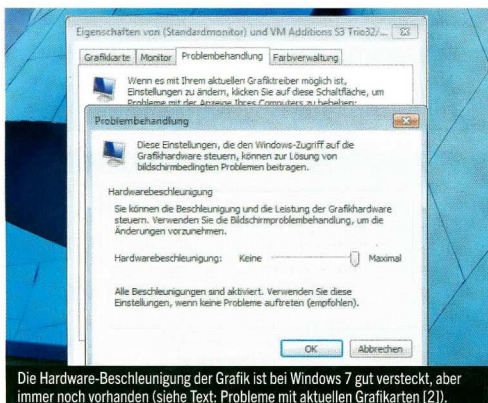 Eigenschaften von (Standardmonitor) und VM Additions S3 Trio32/...
Grafikkarte Monitor Problembehandlung Farbverwaltung
Wenn es mit Ihrem aktuellen Grafiktreiber möglich ist,
Einstellungen zu ändern, klicken Sie auf diese Schaltfläche, um
Probleme mit der Anzeige Ihres Computers zu beheben:
Problembehandlung
Diese Einstellungen, die den Windows-Zugriff auf die
Grafikhardware steuern, können zur Lösung von
bildschirmbedingten Problemen beitragen.
Hardwarebeschleunigung
Sie können die Beschleunigung und die Leistung der Grafikhardware
steuern. Verwenden Sie die Bildschirmproblembehandlung, um die
Änderungen vorzunehmen.
Hardwarebeschleunigung: Keine Maximal
Alle Beschleunigungen sind aktiviert. Verwenden Sie diese
Einstellungen, wenn keine Probleme auftreten (empfohlen).
OK Abbrechen
Die Hardware-Beschleunigung der Grafik ist bei Windows 7 gut versteckt, aber
immer noch vorhanden (siehe Text: Probleme mit aktuellen Grafikarten [2]).